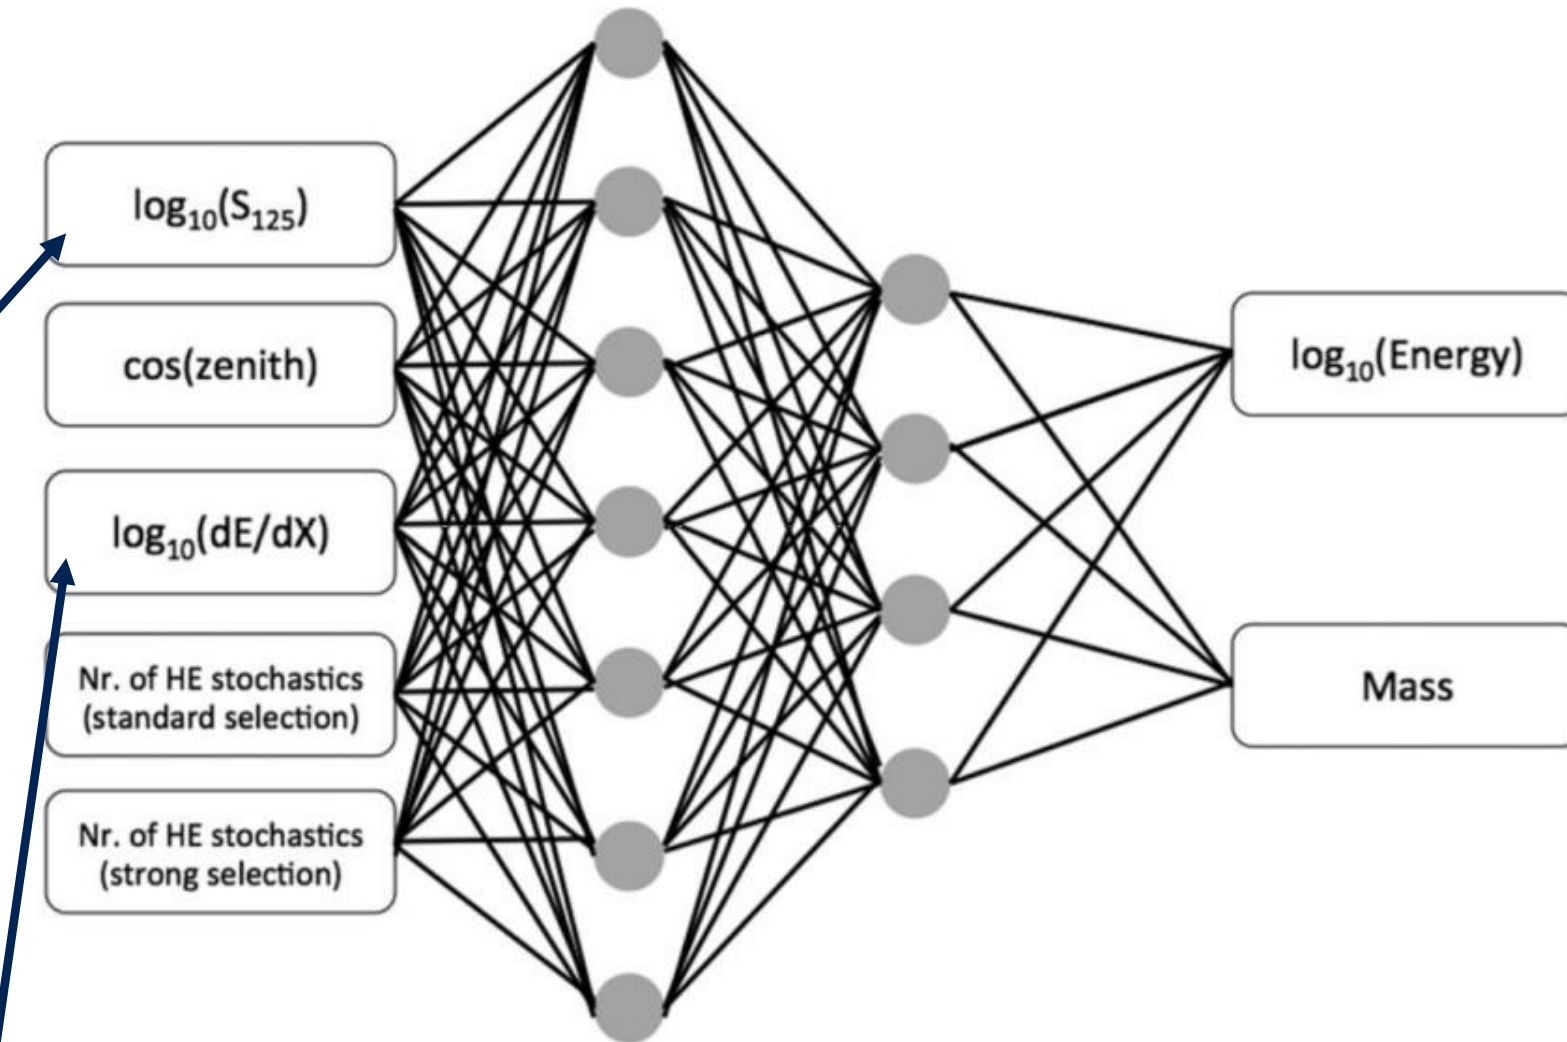 log₁₀(S₁₂₅)
cos(zenith)
log₁₀(dE/dX)
Nr. of HE stochastics
(standard selection)
Nr. of HE stochastics
(strong selection)
log₁₀(Energy)
Mass